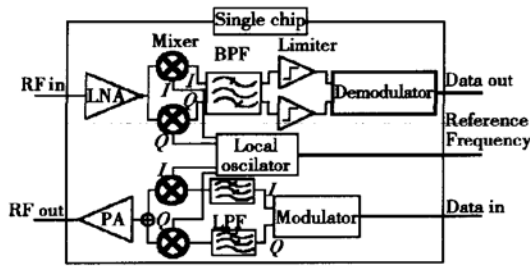 Single chip
Mixer
BPF
Limiter
RF in
LNA
I
I
Q
Q
Demodulator
Data out
Reference
Frequency
Local
oscilator
RF out
PA
I
Q
I
LPF
Q
Modulator
Data in